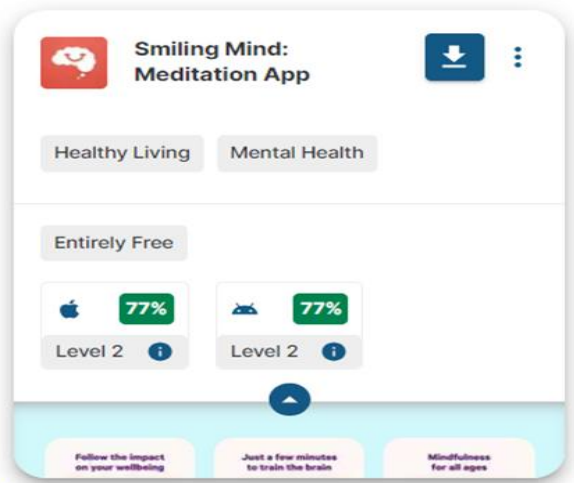 Smiling Mind:
Meditation App
Healthy Living Mental Health
Entirely Free
77% 77%
Level 2 Level 2
Follow the impact
on your wellbeing
Just a few minutes
to train the brain
Mindfulness
for all ages